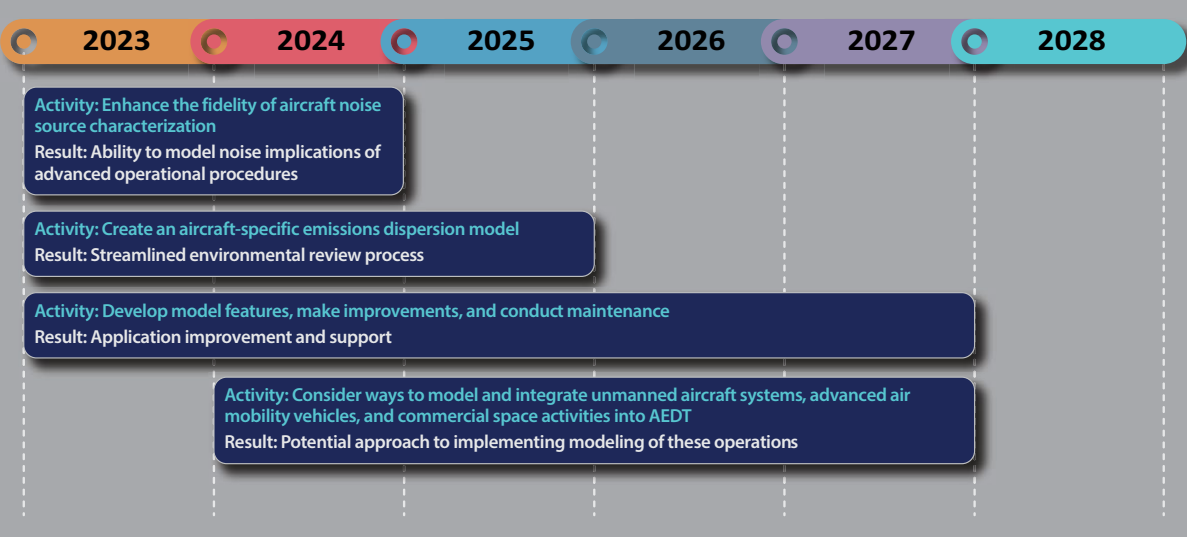 2023 2024 2025 2026 2027 2028
Activity: Enhance the fidelity of aircraft noise
source characterization
Result: Ability to model noise implications of
advanced operational procedures
Activity: Create an aircraft-specific emissions dispersion model
Result: Streamlined environmental review process
Activity: Develop model features, make improvements, and conduct maintenance
Result: Application improvement and support
Activity: Consider ways to model and integrate unmanned aircraft systems, advanced air
mobility vehicles, and commercial space activities into AEDT
Result: Potential approach to implementing modeling of these operations